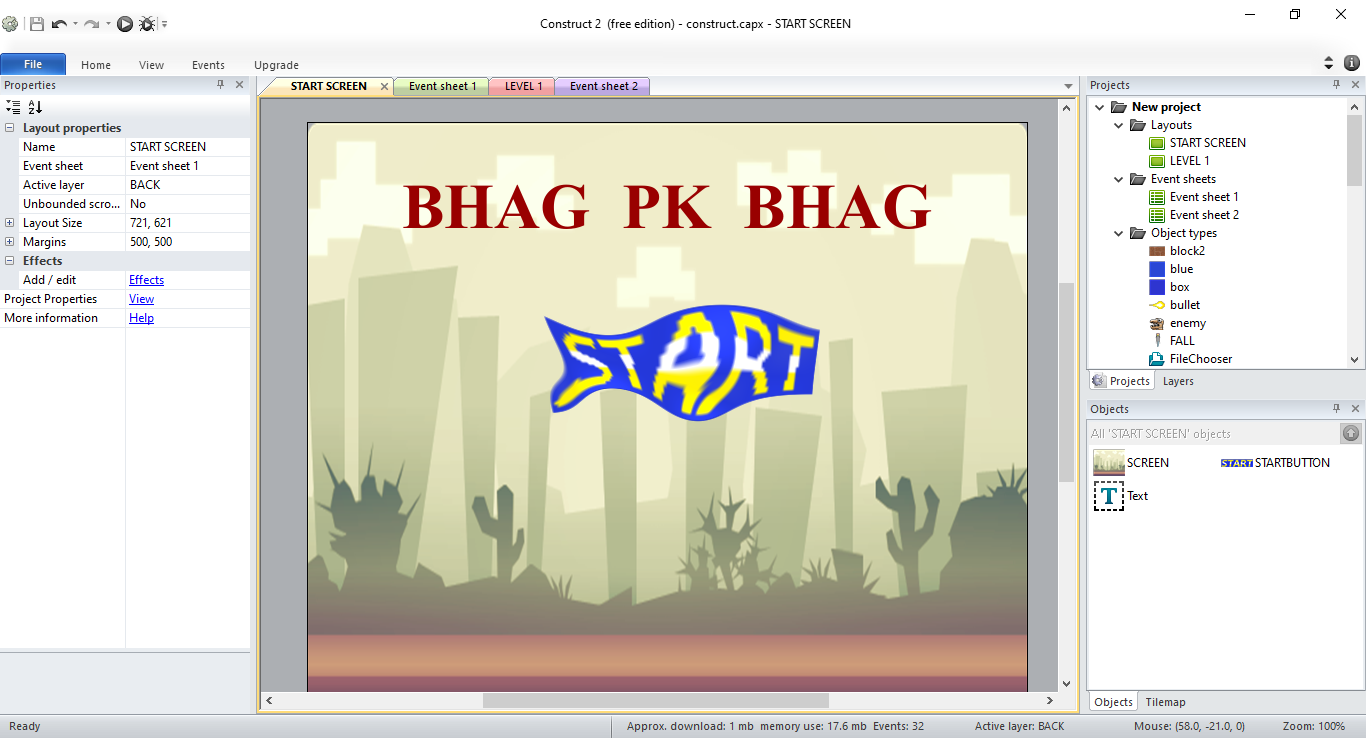 Construct 2 (free edition) - construct.capx - START SCREEN
File Home View Events Upgrade
Properties
Layout properties
Name START SCREEN
Event sheet Event sheet 1
Active layer BACK
Unbounded scro... No
Layout Size 721, 621
Margins 500, 500
Effects
Add / edit Effects
Project Properties View
More information Help
START SCREEN Event sheet 1 LEVEL 1 Event sheet 2
BHAG PK BHAG
START
Projects
New project
Layouts
START SCREEN
LEVEL 1
Event sheets
Event sheet 1
Event sheet 2
Object types
block2
blue
box
bullet
enemy
FALL
FileChooser
Projects Layers
Objects
All 'START SCREEN' objects
SCREEN START STARTBUTTON
T Text
Objects Tilemap
Ready Approx. download: 1 mb memory use: 17.6 mb Events: 32 Active layer: BACK Mouse: (58.0, -21.0, 0) Zoom: 100%